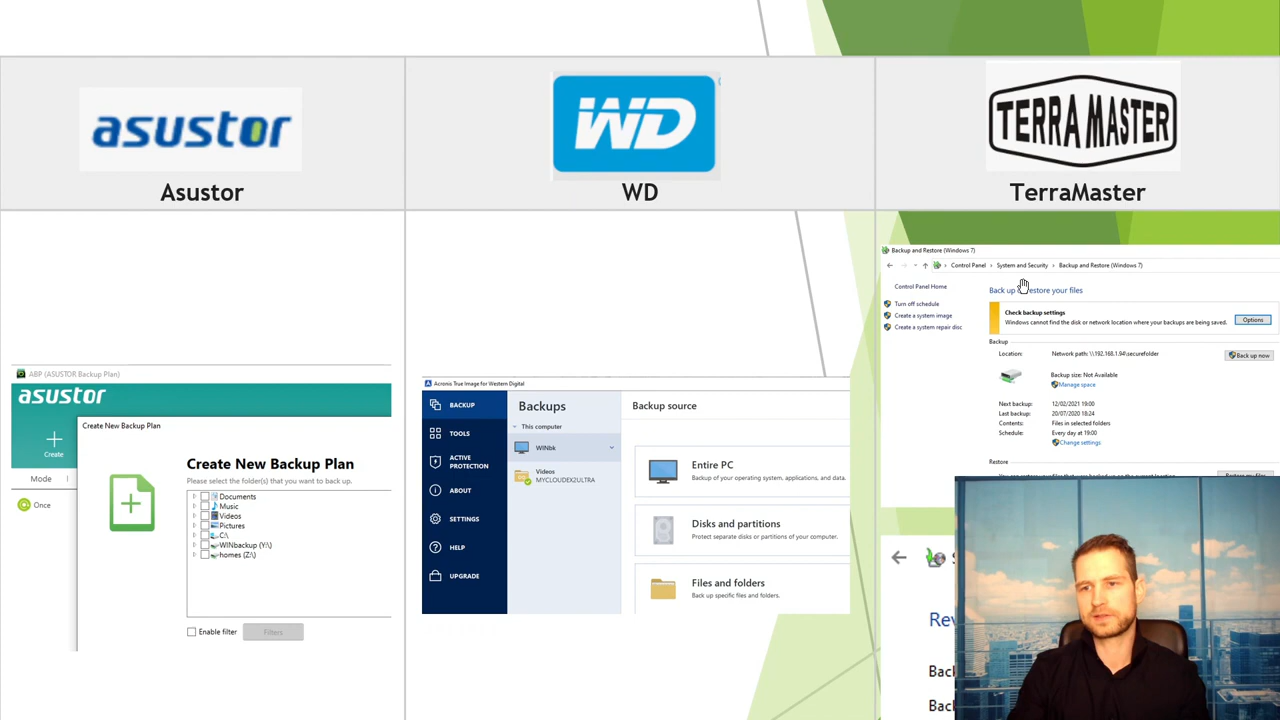 asustor
WD
TERRA MASTER
Asustor
WD
TerraMaster
ABP (ASUSTOR Backup Plan)
asustor
Create
Mode
Once
Create New Backup Plan
Create New Backup Plan
Please select the folder(s) that you want to back up.
Documents
Music
Videos
Pictures
C:\
WINbackup (Y:\)
homes (Z:\)
Enable filter
Filters
Acronis True Image for Western Digital
BACKUP
TOOLS
ACTIVE
PROTECTION
ABOUT
SETTINGS
HELP
UPGRADE
Backups
This computer
WINbk
Videos
MYCLOUDEX2ULTRA
Backup source
Entire PC
Backup of your operating system, applications, and data.
Disks and partitions
Protect separate disks or partitions of your computer.
Files and folders
Back up specific files and folders.
Backup and Restore (Windows 7)
Control Panel > System and Security > Backup and Restore (Windows 7)
Control Panel Home
Turn off schedule
Create a system image
Create a system repair disc
Back up restore your files
Check backup settings
Windows cannot find the disk or network location where your backups are being saved.
Options
Backup
Location: Network path: \\192.168.1.94\securefolder
Back up now
Backup size: Not Available
Manage space
Next backup: 12/02/2021 19:00
Last backup: 20/07/2020 18:24
Contents: Files in selected folders
Schedule: Every day at 19:00
Change settings
Restore
Rev
Back
Back